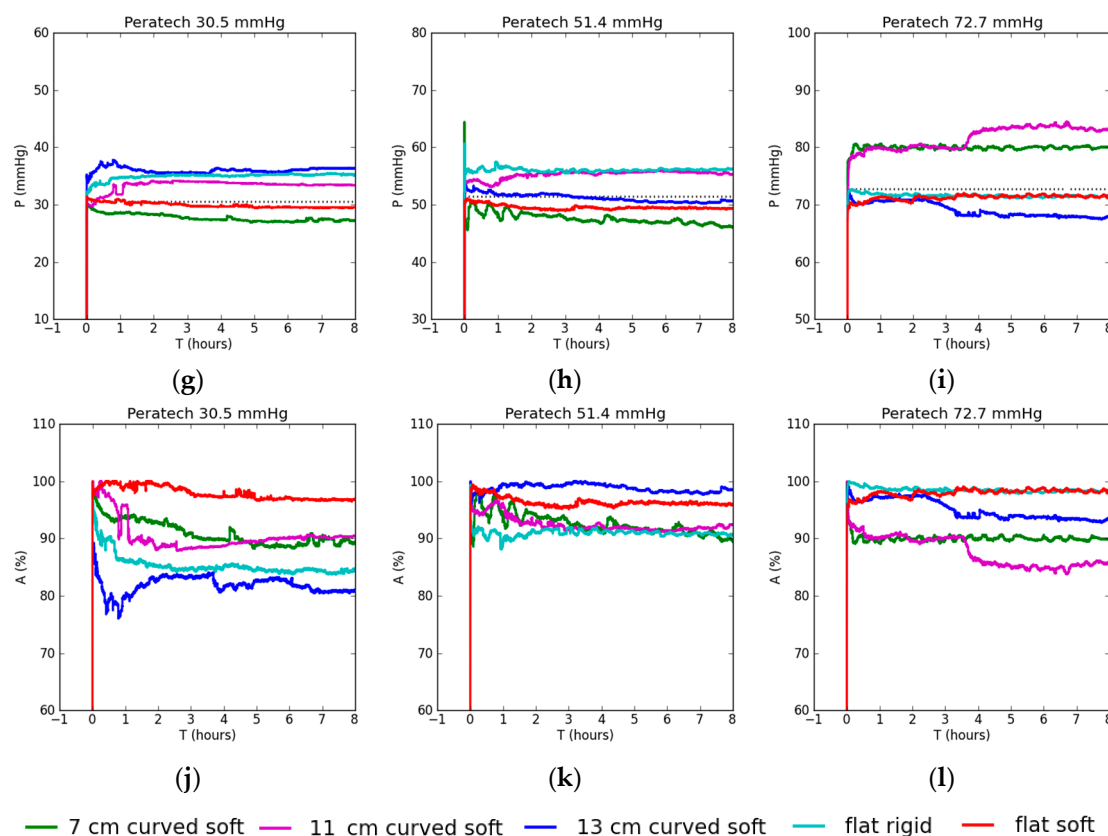 Peratech 30.5 mmHg
P (mmHg)
60
50
40
30
20
10
−1 0 1 2 3 4 5 6 7 8
T (hours)
(g)
Peratech 51.4 mmHg
P (mmHg)
80
70
60
50
40
30
−1 0 1 2 3 4 5 6 7 8
T (hours)
(h)
Peratech 72.7 mmHg
P (mmHg)
100
90
80
70
60
50
−1 0 1 2 3 4 5 6 7 8
T (hours)
(i)
Peratech 30.5 mmHg
A (%)
110
100
90
80
70
60
−1 0 1 2 3 4 5 6 7 8
T (hours)
(j)
Peratech 51.4 mmHg
A (%)
110
100
90
80
70
60
−1 0 1 2 3 4 5 6 7 8
T (hours)
(k)
Peratech 72.7 mmHg
A (%)
110
100
90
80
70
60
−1 0 1 2 3 4 5 6 7 8
T (hours)
(l)
7 cm curved soft 11 cm curved soft 13 cm curved soft flat rigid flat soft